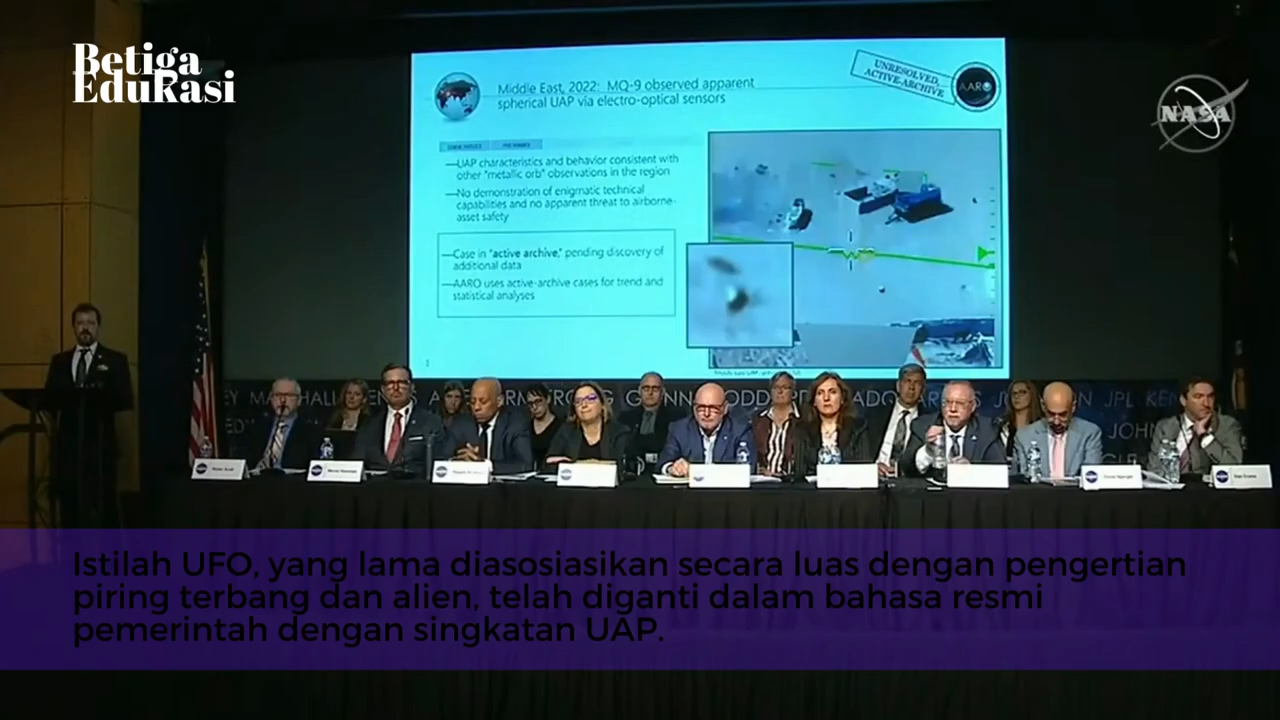 Betiga
Edukasi
Middle East, 2022: MQ-9 observed apparent
spherical UAP via electro-optical sensors
UNRESOLVED,
ACTIVE-ARCHIVE
AARO
NASA
—UAP characteristics and behavior consistent with
other "metallic orb" observations in the region
—No demonstration of enigmatic technical
capabilities and no apparent threat to airborne-
asset safety
—Case in "active archive," pending discovery of
additional data
—AARO uses active-archive cases for trend and
statistical analyses
Istilah UFO, yang lama diasosiasikan secara luas dengan pengertian
piring terbang dan alien, telah diganti dalam bahasa resmi
pemerintah dengan singkatan UAP.